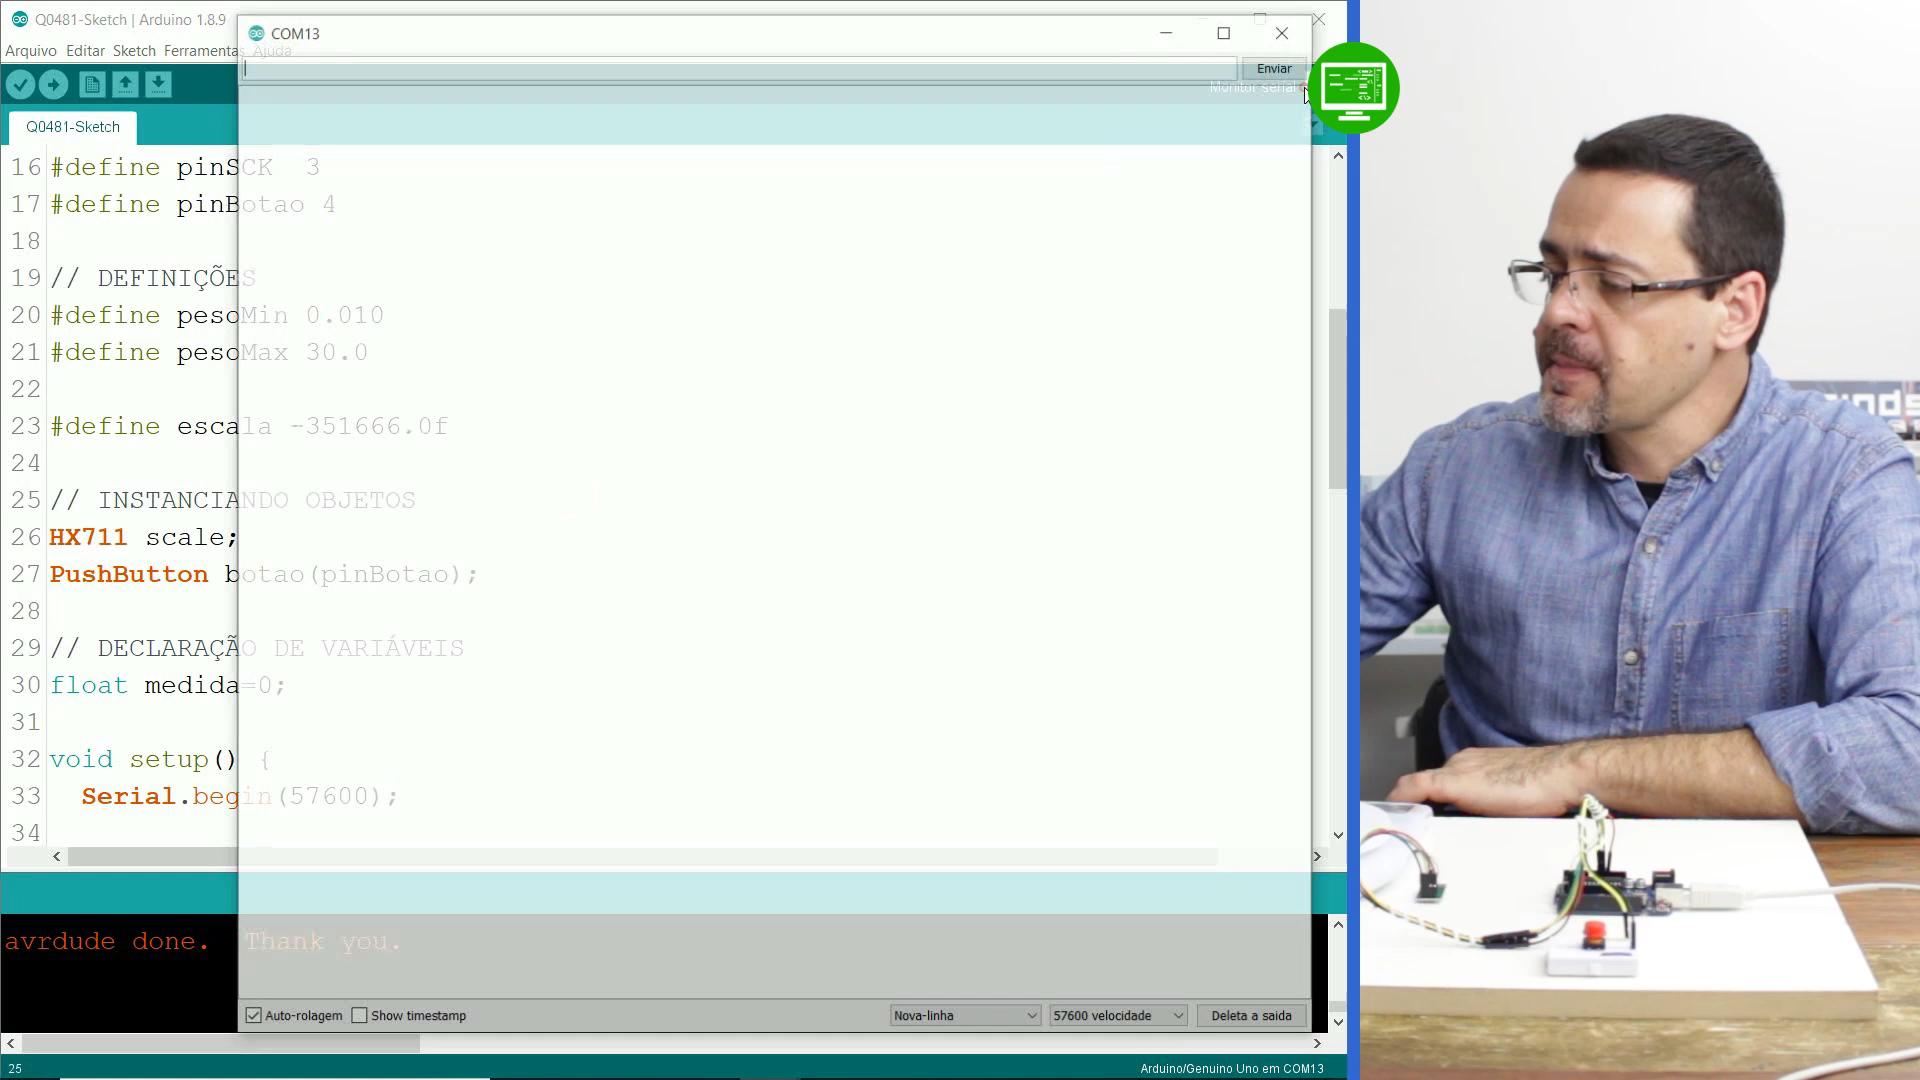 Q0481-Sketch | Arduino 1.8.9
COM13
Arquivo Editar Sketch Ferramentas Ajuda
Enviar
Monitor serial
Q0481-Sketch
16 #define pinSCK 3
17 #define pinBotao 4
18
19 // DEFINIÇÕES
20 #define pesoMin 0.010
21 #define pesoMax 30.0
22
23 #define escala -351666.0f
24
25 // INSTANCIANDO OBJETOS
26 HX711 scale;
27 PushButton botao(pinBotao);
28
29 // DECLARAÇÃO DE VARIÁVEIS
30 float medida=0;
31
32 void setup() {
33 Serial.begin(57600);
34
avrdude done. Thank you.
Auto-rolagem Show timestamp
Nova-linha 57600 velocidade Deleta a saida
25
Arduino/Genuino Uno em COM13